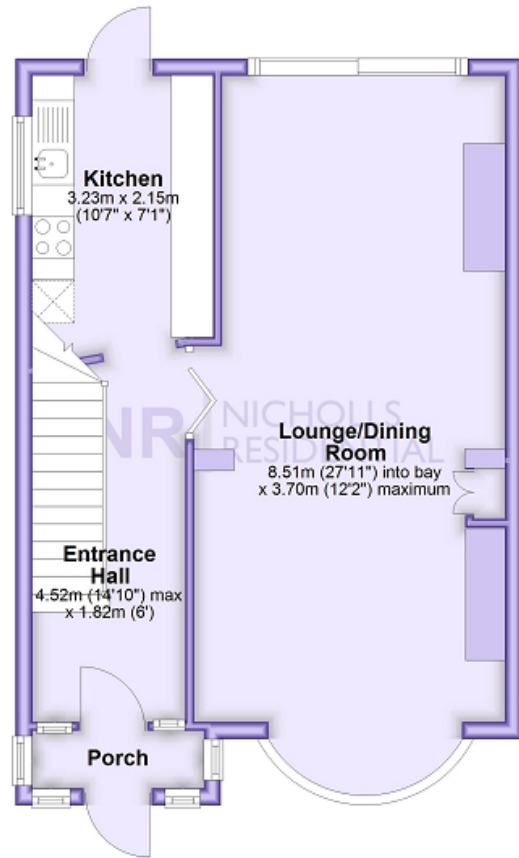 Kitchen
3.23m x 2.15m
(10'7" x 7'1")
NR NICHOLLS
RESIDENTIAL
Lounge/Dining
Room
8.51m (27'11") into bay
x 3.70m (12'2") maximum
Entrance
Hall
4.52m (14'10") max
x 1.82m (6')
Porch